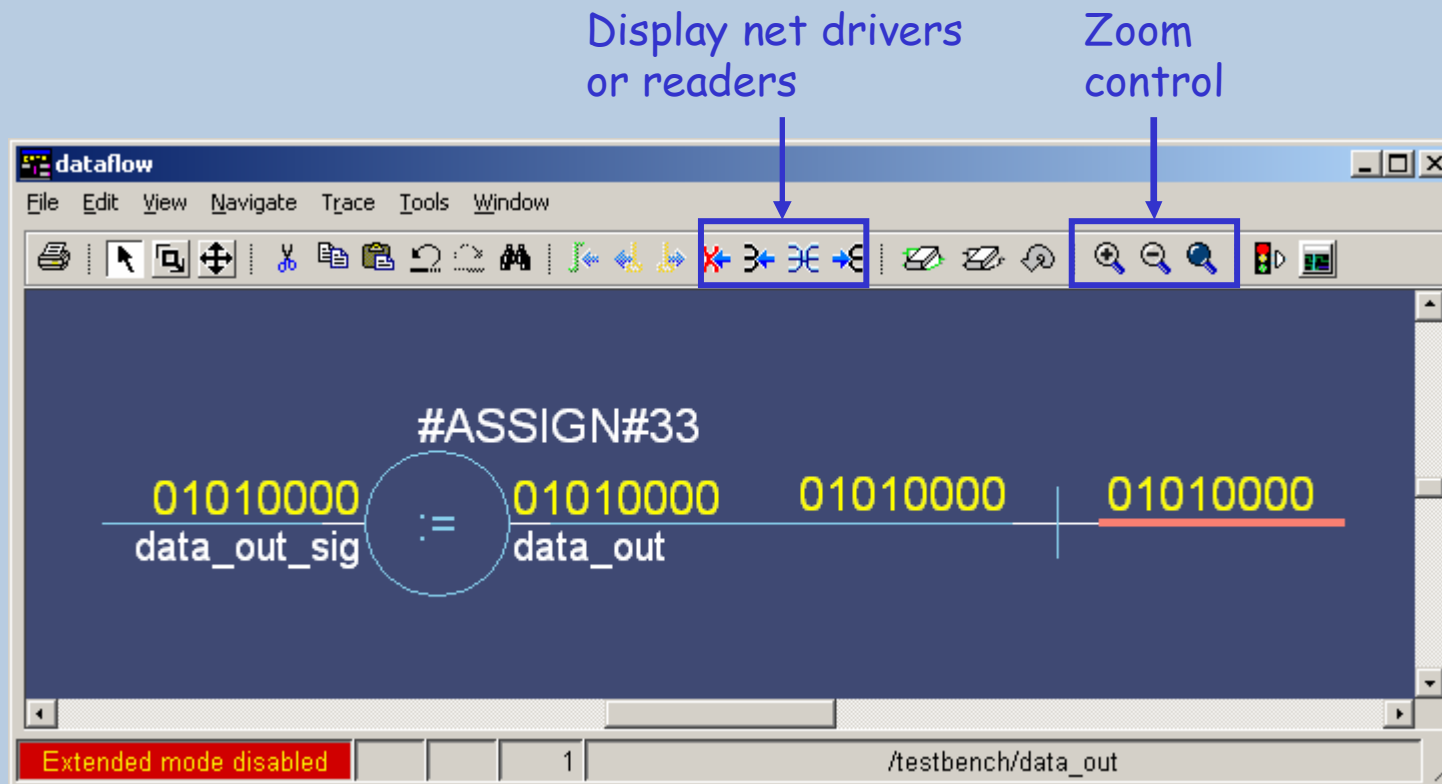 Display net drivers
or readers
Zoom
control
dataflow
File Edit View Navigate Trace Tools Window
#ASSIGN#33
01010000 01010000 01010000 01010000
:=
data_out_sig data_out
Extended mode disabled 1 /testbench/data_out